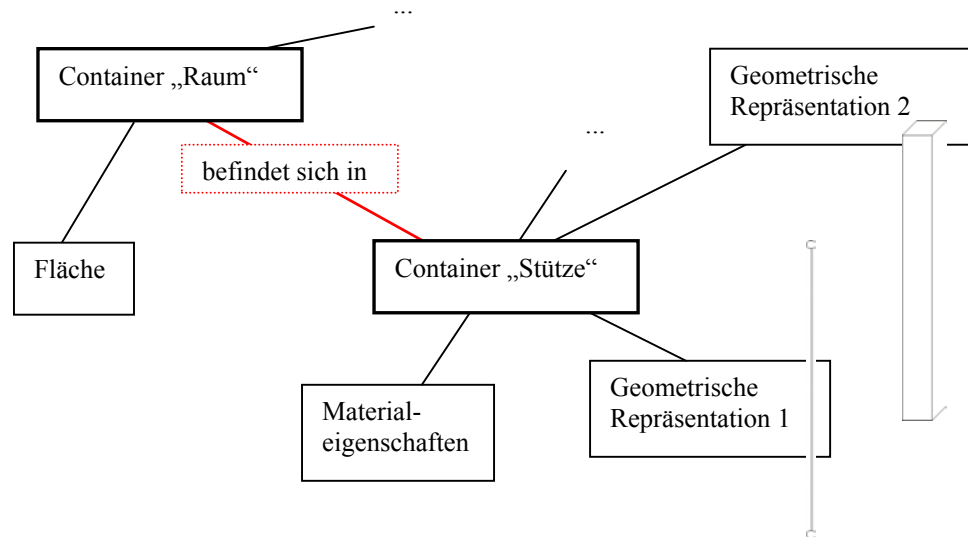 ...
Container „Raum“
Geometrische
Repräsentation 2
...
befindet sich in
Fläche
Container „Stütze“
Geometrische
Repräsentation 1
Material-
eigenschaften